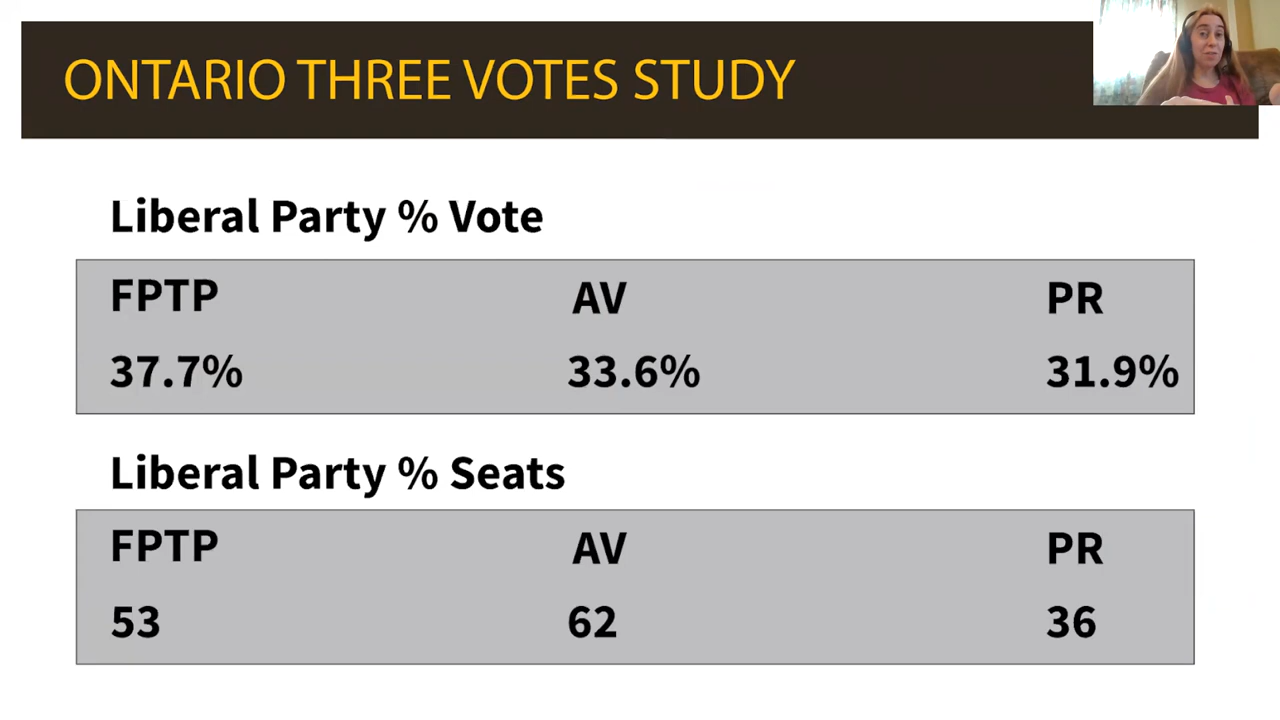 ONTARIO THREE VOTES STUDY
Liberal Party % Vote
FPTP AV PR
37.7% 33.6% 31.9%
Liberal Party % Seats
FPTP AV PR
53 62 36